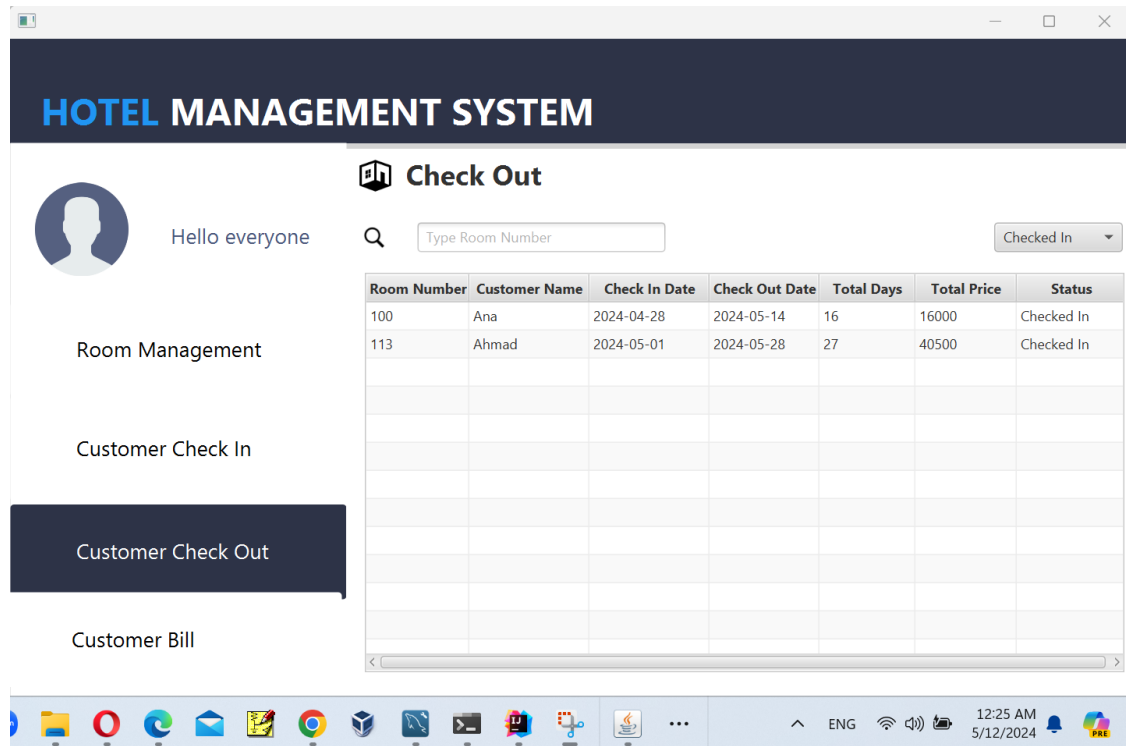 HOTEL MANAGEMENT SYSTEM
Check Out
Hello everyone
Type Room Number
Checked In
Room Number Customer Name Check In Date Check Out Date Total Days Total Price Status
100 Ana 2024-04-28 2024-05-14 16 16000 Checked In
113 Ahmad 2024-05-01 2024-05-28 27 40500 Checked In
Room Management
Customer Check In
Customer Check Out
Customer Bill
ENG
12:25 AM
5/12/2024
PRE